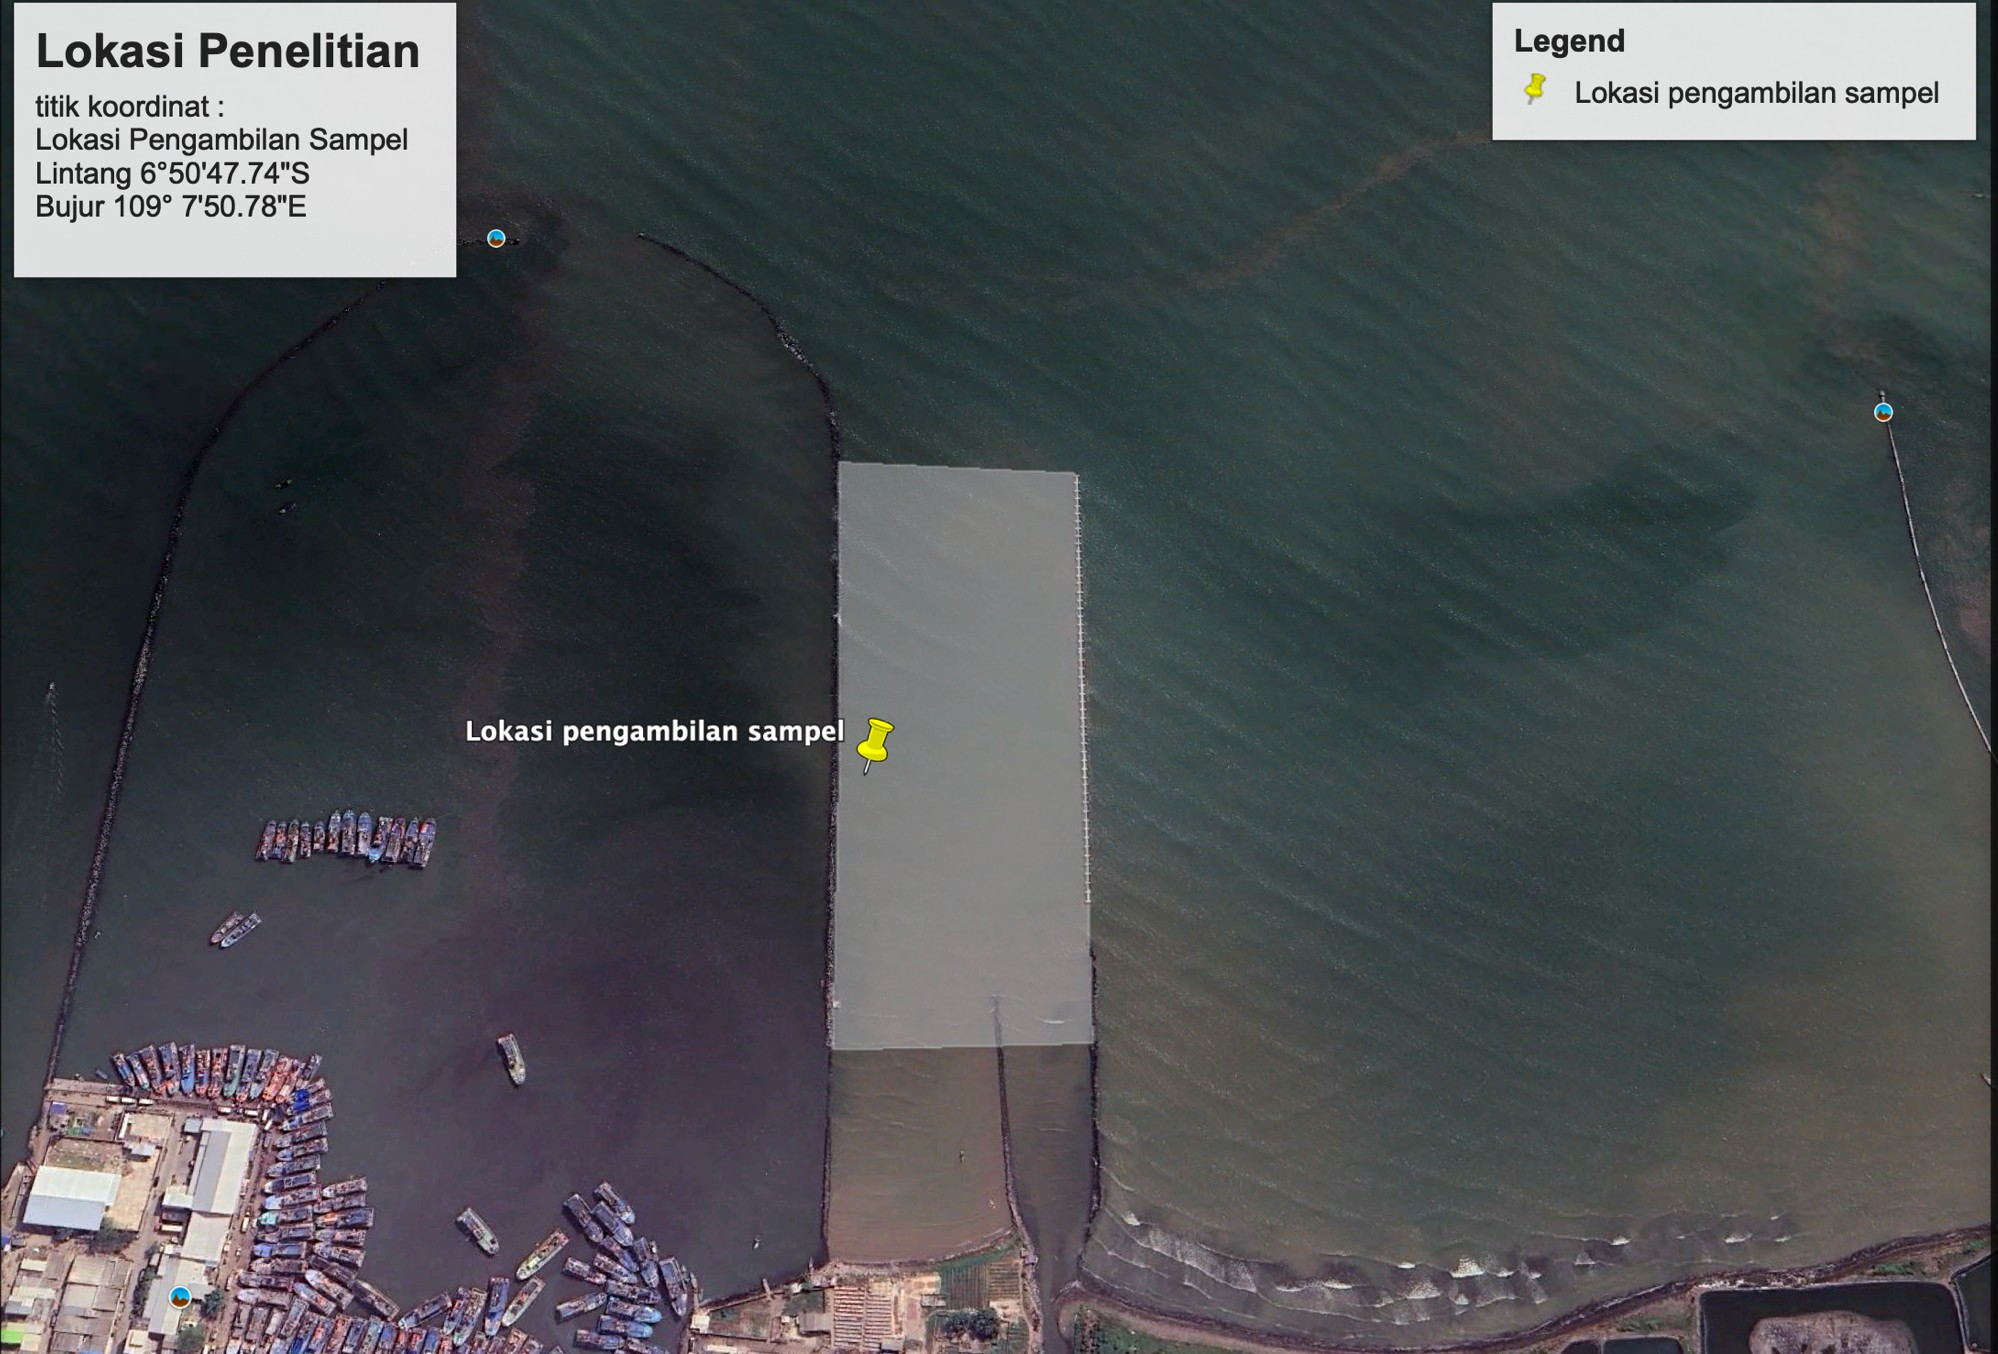 Lokasi Penelitian
titik koordinat :
Lokasi Pengambilan Sampel
Lintang 6°50'47.74"S
Bujur 109° 7'50.78"E
Legend
Lokasi pengambilan sampel
Lokasi pengambilan sampel